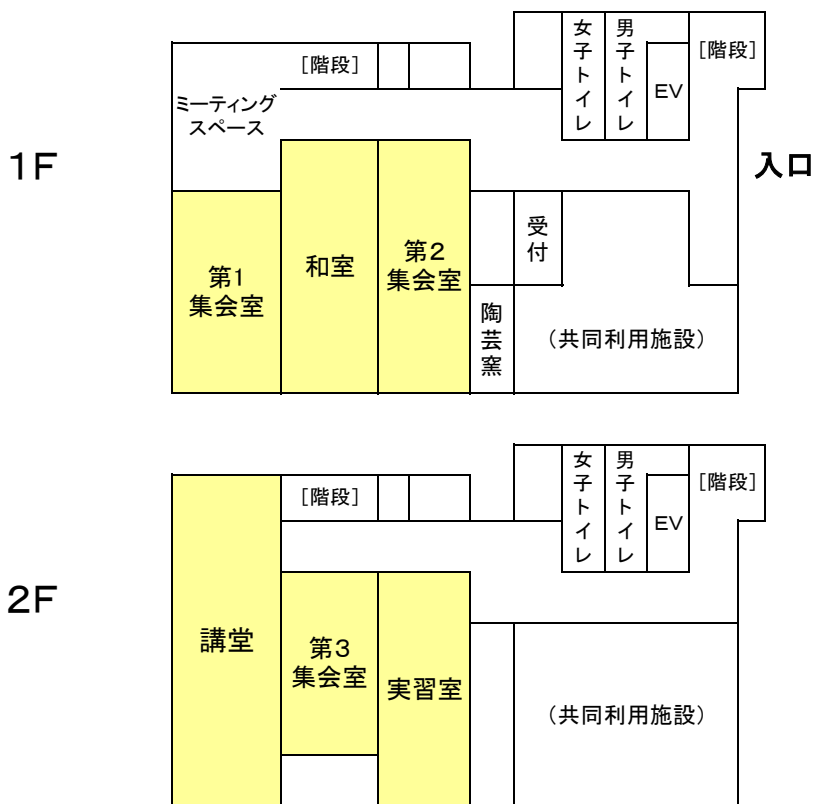 1F
女子トイレ
男子トイレ
[階段]
[階段]
EV
ミーティング
スペース
入口
受付
第1
集会室
和室
第2
集会室
陶芸窯
（共同利用施設）
2F
女子トイレ
男子トイレ
[階段]
[階段]
EV
講堂
第3
集会室
実習室
（共同利用施設）